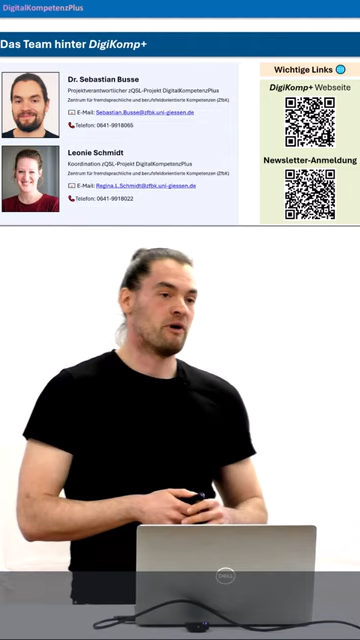 DigitalKompetenzPlus
Das Team hinter DigiKomp+
Dr. Sebastian Busse
Projektverantwortlicher zQSL-Projekt DigitalKompetenzPlus
Zentrum für fremdsprachliche und berufsfeldorientierte Kompetenzen (ZfbK)
E-Mail: Sebastian.Busse@zfbk.uni-giessen.de
Telefon: 0641-9918065
Leonie Schmidt
Koordination zQSL-Projekt DigitalKompetenzPlus
Zentrum für fremdsprachliche und berufsfeldorientierte Kompetenzen (ZfbK)
E-Mail: Regina.L.Schmidt@zfbk.uni-giessen.de
Telefon: 0641-9918022
Wichtige Links
DigiKomp+ Webseite
Newsletter-Anmeldung
DELL